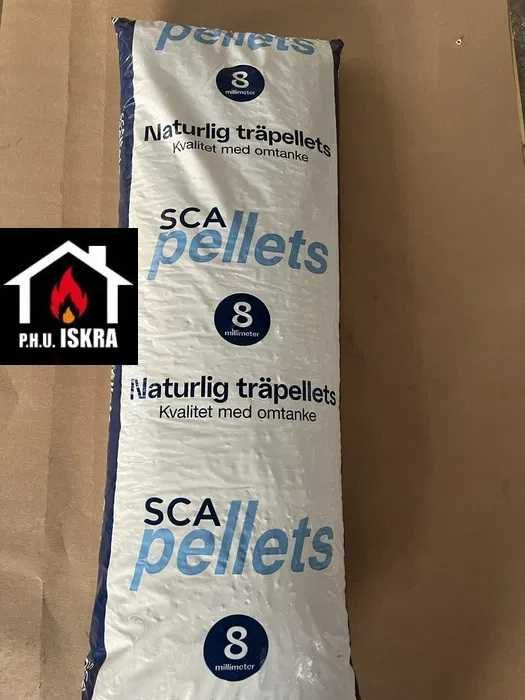 pellets
8
millimeter
Naturlig träpellets
Kvalitet med omtanke
SCA
pellets
8
millimeter
Naturlig träpellets
Kvalitet med omtanke
SCA
pellets
8
millimeter
P.H.U. ISKRA